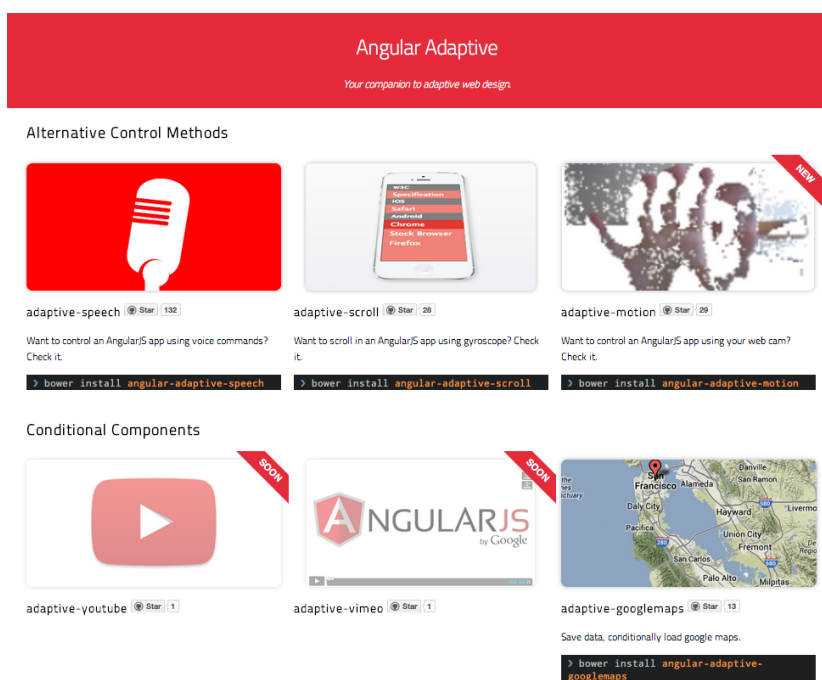 Angular Adaptive
Your companion to adaptive web design.
Alternative Control Methods
W3C
Specification
IOS
Safari
Android
Chrome
Stock Browser
Firefox
NEW
adaptive-speech Star 132
Want to control an AngularJS app using voice commands?
Check it.
> bower install angular-adaptive-speech
adaptive-scroll Star 28
Want to scroll in an AngularJS app using gyroscope? Check
it.
> bower install angular-adaptive-scroll
adaptive-motion Star 29
Want to control an AngularJS app using your web cam?
Check it.
> bower install angular-adaptive-motion
Conditional Components
SOON
adaptive-youtube Star 1
SOON
ANGULARJS
by Google
adaptive-vimeo Star 1
San
Francisco
Alameda
Danville
San Ramon
Daly City
Hayward
580
Livermo
Pacifica
280
Union City
Fremont
San Carlos
680
Palo Alto
Milpitas
adaptive-googlemaps Star 13
Save data, conditionally load google maps.
> bower install angular-adaptive-
googlemaps